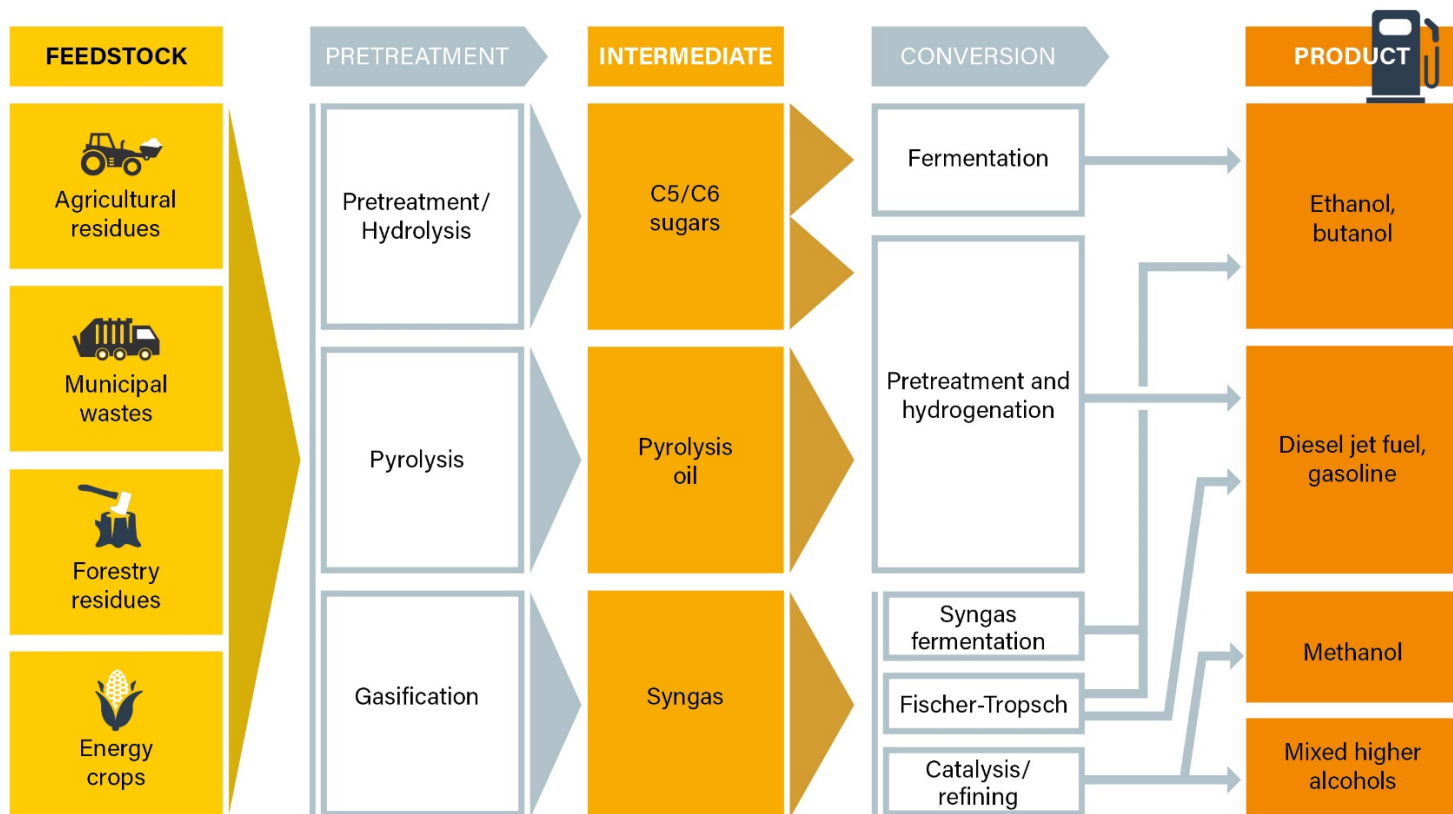 FEEDSTOCK
PRETREATMENT
INTERMEDIATE
CONVERSION
PRODUCT
Agricultural
residues
Municipal
wastes
Forestry
residues
Energy
crops
Pretreatment/
Hydrolysis
Pyrolysis
Gasification
C5/C6
sugars
Pyrolysis
oil
Syngas
Fermentation
Pretreatment and
hydrogenation
Syngas
fermentation
Fischer-Tropsch
Catalysis/
refining
Ethanol,
butanol
Diesel jet fuel,
gasoline
Methanol
Mixed higher
alcohols